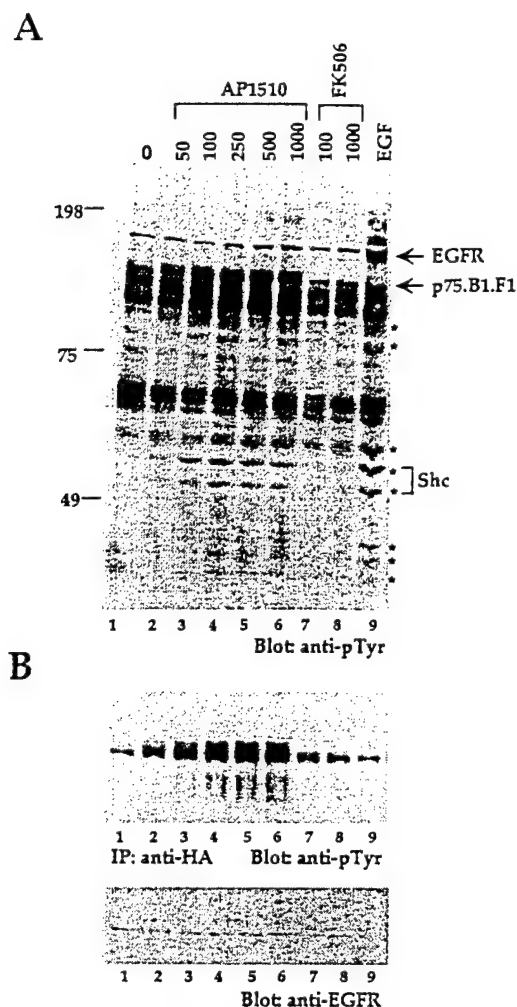 A
AP1510
FK506
0
50
100
250
500
1000
100
1000
EGF
198
EGFR
p75.B1.F1
*
*
75
*
*
Shc
*
49
*
*
*
1 2 3 4 5 6 7 8 9
Blot: anti-pTyr
B
1 2 3 4 5 6 7 8 9
IP: anti-HA Blot: anti-pTyr
1 2 3 4 5 6 7 8 9
Blot: anti-EGFR